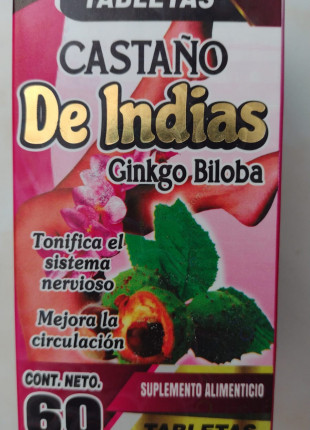 TABLETAS
CASTAÑO
De Indias
Ginkgo Biloba
Tonifica el
sistema
nervioso
Mejora la
circulación
CONT. NETO.
60
SUPLEMENTO ALIMENTICIO
TABLETAS